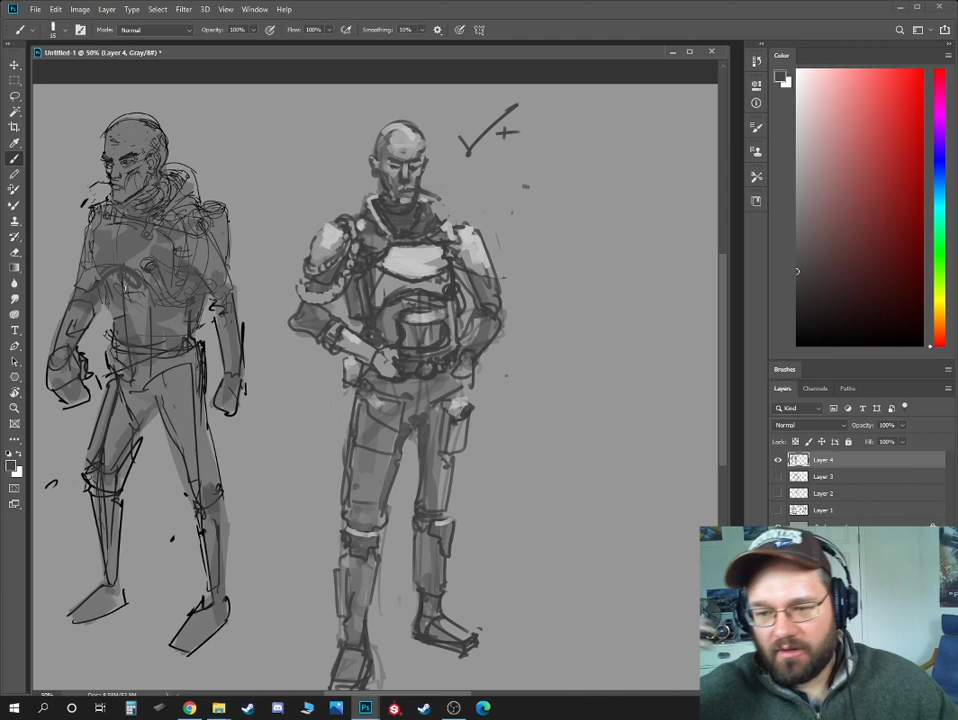 File Edit Image Layer Type Select Filter 3D View Window Help
15 Mode: Normal Opacity: 100% Flow: 100% Smoothing: 10%
Untitled-1 @ 50% (Layer 4, Gray/8#) *
Color
Brushes
Layers Channels Paths
Kind
Normal Opacity: 100%
Lock: Fill: 100%
Layer 4
Layer 3
Layer 2
Layer 1
Ps